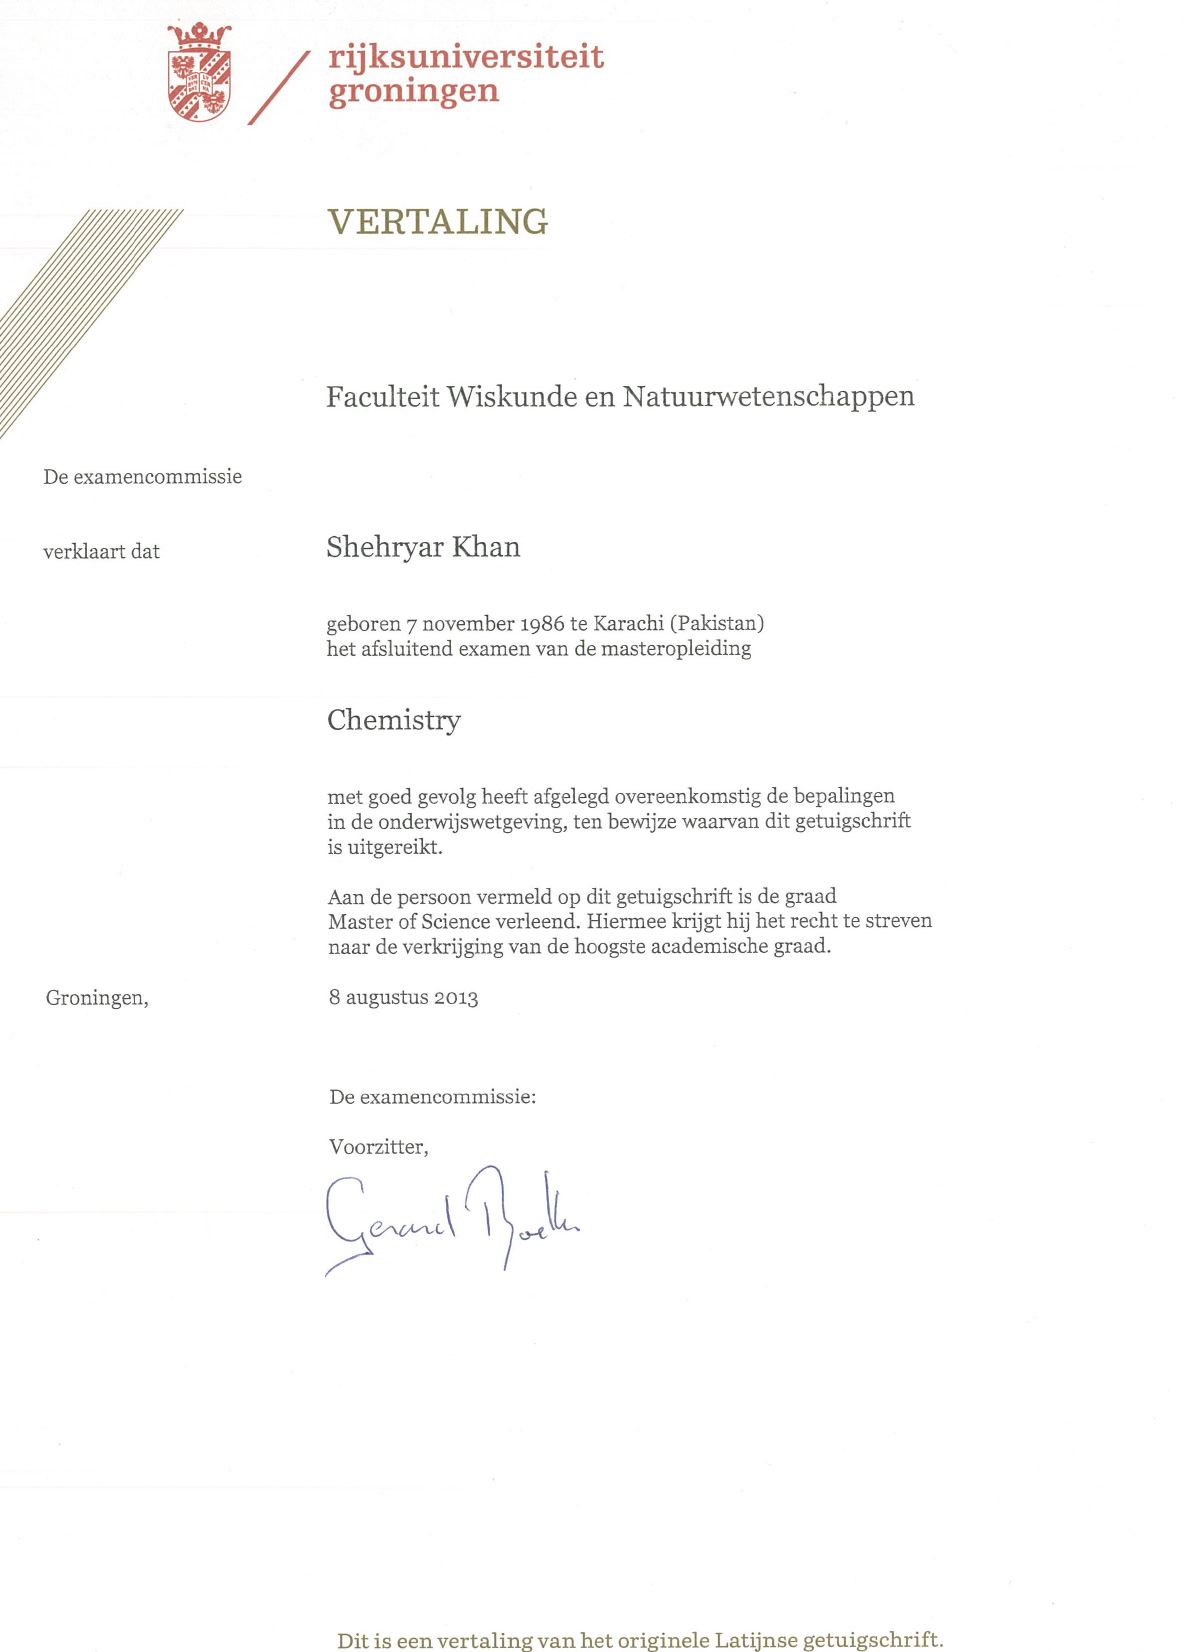 rijksuniversiteit
groningen
VERTALING
Faculteit Wiskunde en Natuurwetenschappen
De examencommissie
verklaart dat Shehryar Khan
geboren 7 november 1986 te Karachi (Pakistan)
het afsluitend examen van de masteropleiding
Chemistry
met goed gevolg heeft afgelegd overeenkomstig de bepalingen
in de onderwijswetgeving, ten bewijze waarvan dit getuigschrift
is uitgereikt.
Aan de persoon vermeld op dit getuigschrift is de graad
Master of Science verleend. Hiermee krijgt hij het recht te streven
naar de verkrijging van de hoogste academische graad.
Groningen, 8 augustus 2013
De examencommissie:
Voorzitter,
Gerard
Dit is een vertaling van het originele Latijnse getuigschrift.